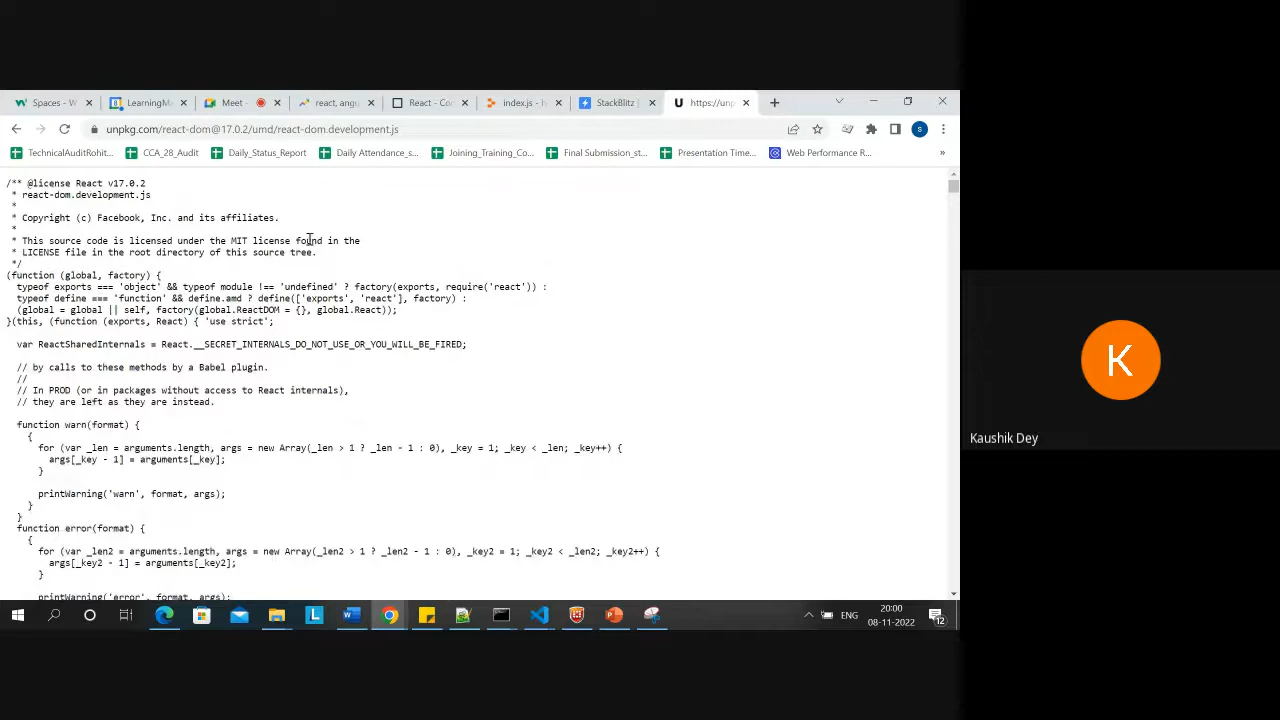 Spaces - W
8 LearningMa
Meet -
react, angu
React - Co
index.js - h
StackBlitz |
U https://unp
unpkg.com/react-dom@17.0.2/umd/react-dom.development.js
S
TechnicalAuditRohit...
CCA_28_Audit
Daily_Status_Report
Daily Attendance_s...
Joining_Training_Co...
Final Submission_st...
Presentation Time...
Web Performance R...
»
/** @license React v17.0.2
* react-dom.development.js
*
* Copyright (c) Facebook, Inc. and its affiliates.
*
* This source code is licensed under the MIT license found in the
* LICENSE file in the root directory of this source tree.
*/
(function (global, factory) {
typeof exports === 'object' && typeof module !== 'undefined' ? factory(exports, require('react')) :
typeof define === 'function' && define.amd ? define(['exports', 'react'], factory) :
(global = global || self, factory(global.ReactDOM = {}, global.React));
}(this, (function (exports, React) { 'use strict';
var ReactSharedInternals = React.__SECRET_INTERNALS_DO_NOT_USE_OR_YOU_WILL_BE_FIRED;
// by calls to these methods by a Babel plugin.
//
// In PROD (or in packages without access to React internals),
// they are left as they are instead.
function warn(format) {
{
for (var _len = arguments.length, args = new Array(_len > 1 ? _len - 1 : 0), _key = 1; _key < _len; _key++) {
args[_key - 1] = arguments[_key];
}
printWarning('warn', format, args);
}
}
function error(format) {
{
for (var _len2 = arguments.length, args = new Array(_len2 > 1 ? _len2 - 1 : 0), _key2 = 1; _key2 < _len2; _key2++) {
args[_key2 - 1] = arguments[_key2];
}
printWarning('error', format, args);
K
Kaushik Dey
L
ENG
20:00
08-11-2022
12